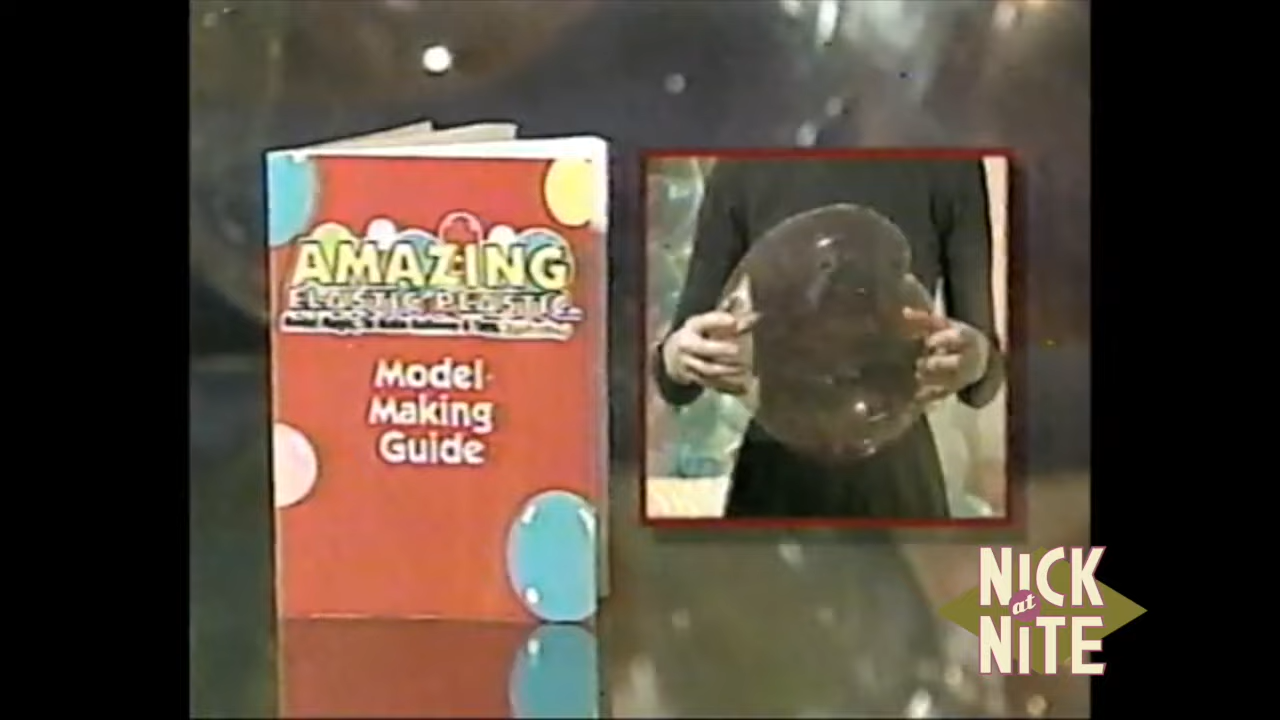 AMAZING
ELASTIC PLASTIC
Model-
Making
Guide
NICK
at
NITE